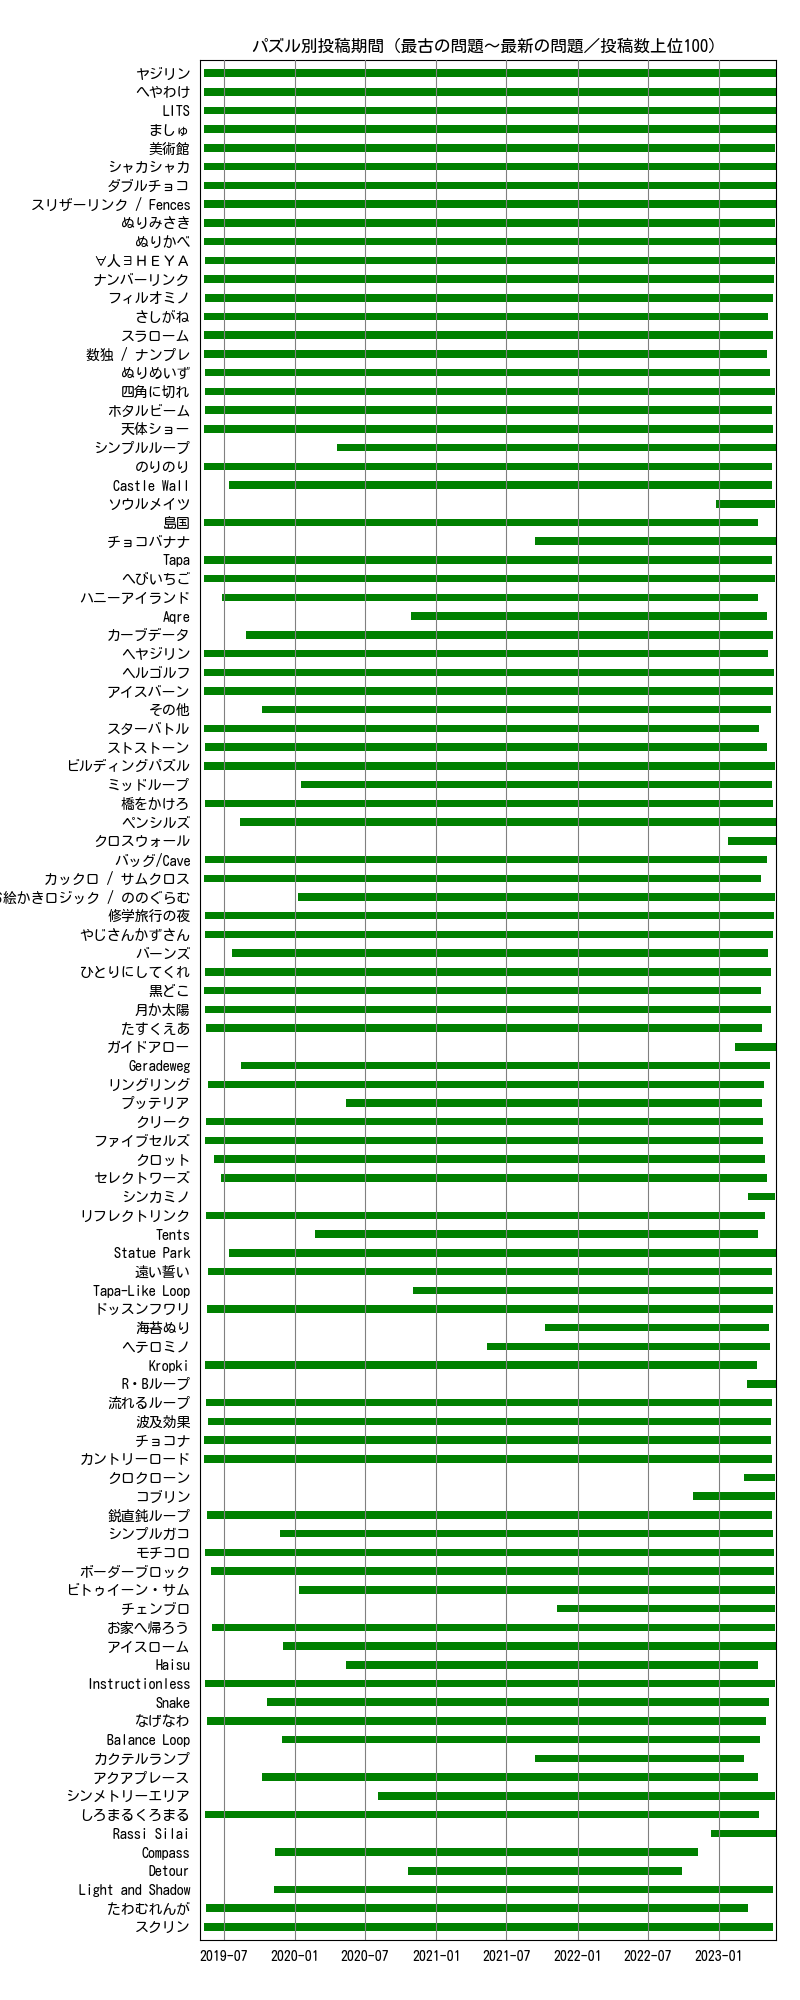 パズル別投稿期間（最古の問題～最新の問題／投稿数上位100）
ヤジリン
へやわけ
LITS
ましゅ
美術館
シャカシャカ
ダブルチョコ
スリザーリンク / Fences
ぬりみさき
ぬりかべ
∀人∃ＨＥＹＡ
ナンバーリンク
フィルオミノ
さしがね
スラローム
数独 / ナンプレ
ぬりめいず
四角に切れ
ホタルビーム
天体ショー
シンプルループ
のりのり
Castle Wall
ソウルメイツ
島国
チョコバナナ
Tapa
へびいちご
ハニーアイランド
Aqre
カーブデータ
ヘヤジリン
ヘルゴルフ
アイスバーン
その他
スターバトル
ストストーン
ビルディングパズル
ミッドループ
橋をかけろ
ペンシルズ
クロスウォール
バッグ/Cave
カックロ / サムクロス
絵かきロジック / ののぐらむ
修学旅行の夜
やじさんかずさん
バーンズ
ひとりにしてくれ
黒どこ
月か太陽
たすくえあ
ガイドアロー
Geradeweg
リングリング
プッテリア
クリーク
ファイブセルズ
クロット
セレクトワーズ
シンカミノ
リフレクトリンク
Tents
Statue Park
遠い誓い
Tapa-Like Loop
ドッスンフワリ
海苔ぬり
ヘテロミノ
Kropki
R・Bループ
流れるループ
波及効果
チョコナ
カントリーロード
クロクローン
コブリン
鋭直鈍ループ
シンプルガコ
モチコロ
ボーダーブロック
ビトゥイーン・サム
チェンブロ
お家へ帰ろう
アイスローム
Haisu
Instructionless
Snake
なげなわ
Balance Loop
カクテルランプ
アクアプレース
シンメトリーエリア
しろまるくろまる
Rassi Silai
Compass
Detour
Light and Shadow
たわむれんが
スクリン
2019-07 2020-01 2020-07 2021-01 2021-07 2022-01 2022-07 2023-01